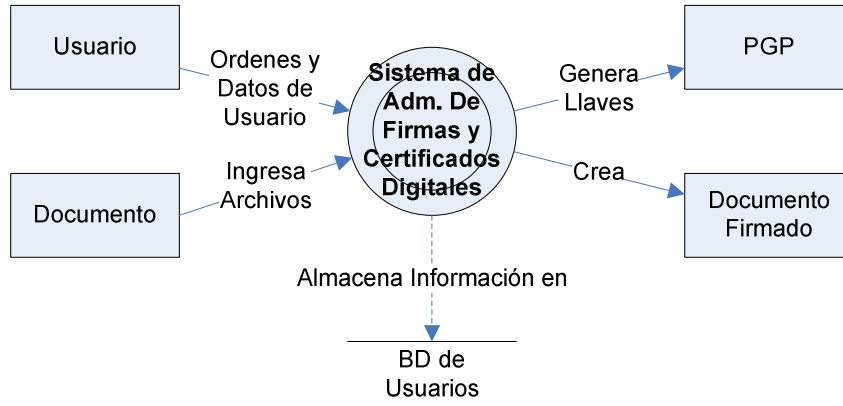 Usuario
Ordenes y
Datos de
Usuario
Sistema de
Adm. De
Firmas y
Certificados
Digitales
Genera
Llaves
PGP
Documento
Ingresa
Archivos
Crea
Documento
Firmado
Almacena Información en
BD de
Usuarios